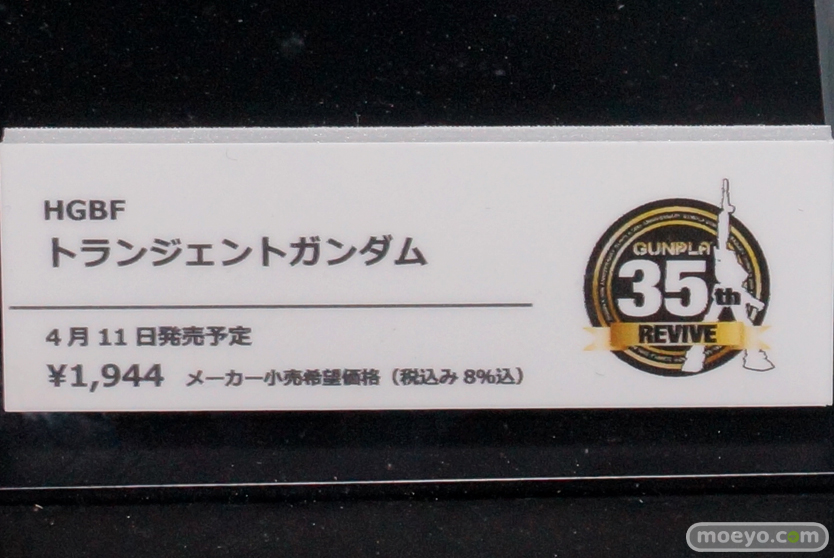 HGBF
トランジェントガンダム
4月11日発売予定
¥1,944 メーカー小売希望価格（税込み 8%込）
GUNPLA
35th
REVIVE
moeyo.com